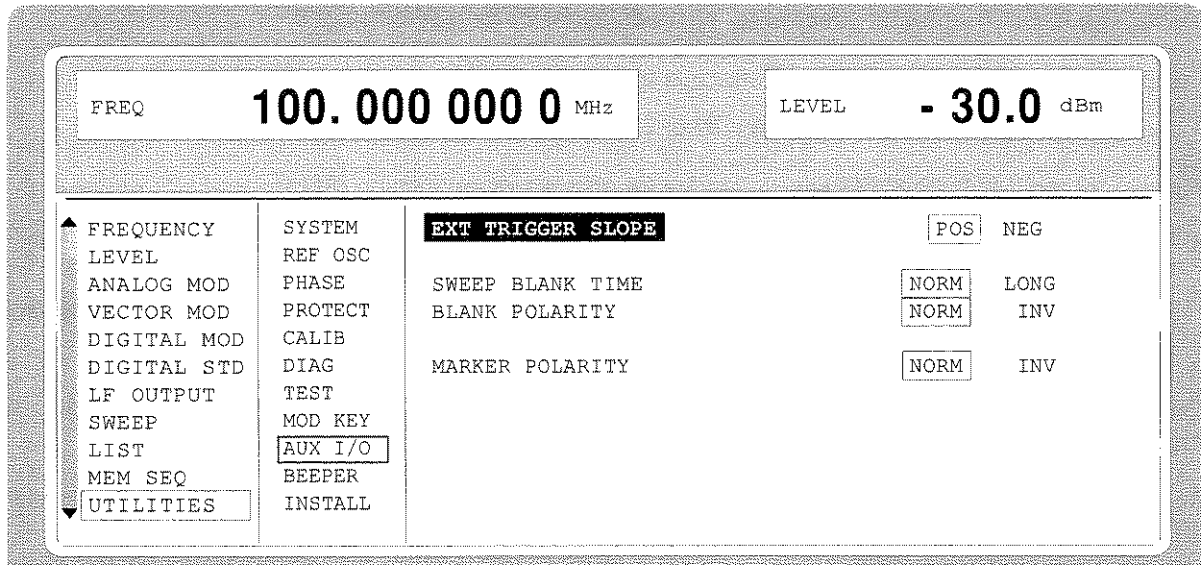 FREQ 100. 000 000 0 MHz LEVEL - 30.0 dBm
FREQUENCY SYSTEM EXT TRIGGER SLOPE POS NEG
LEVEL REF OSC
ANALOG MOD PHASE SWEEP BLANK TIME NORM LONG
VECTOR MOD PROTECT BLANK POLARITY NORM INV
DIGITAL MOD CALIB
DIGITAL STD DIAG MARKER POLARITY NORM INV
LF OUTPUT TEST
SWEEP MOD KEY
LIST AUX I/O
MEM SEQ BEEPER
UTILITIES INSTALL